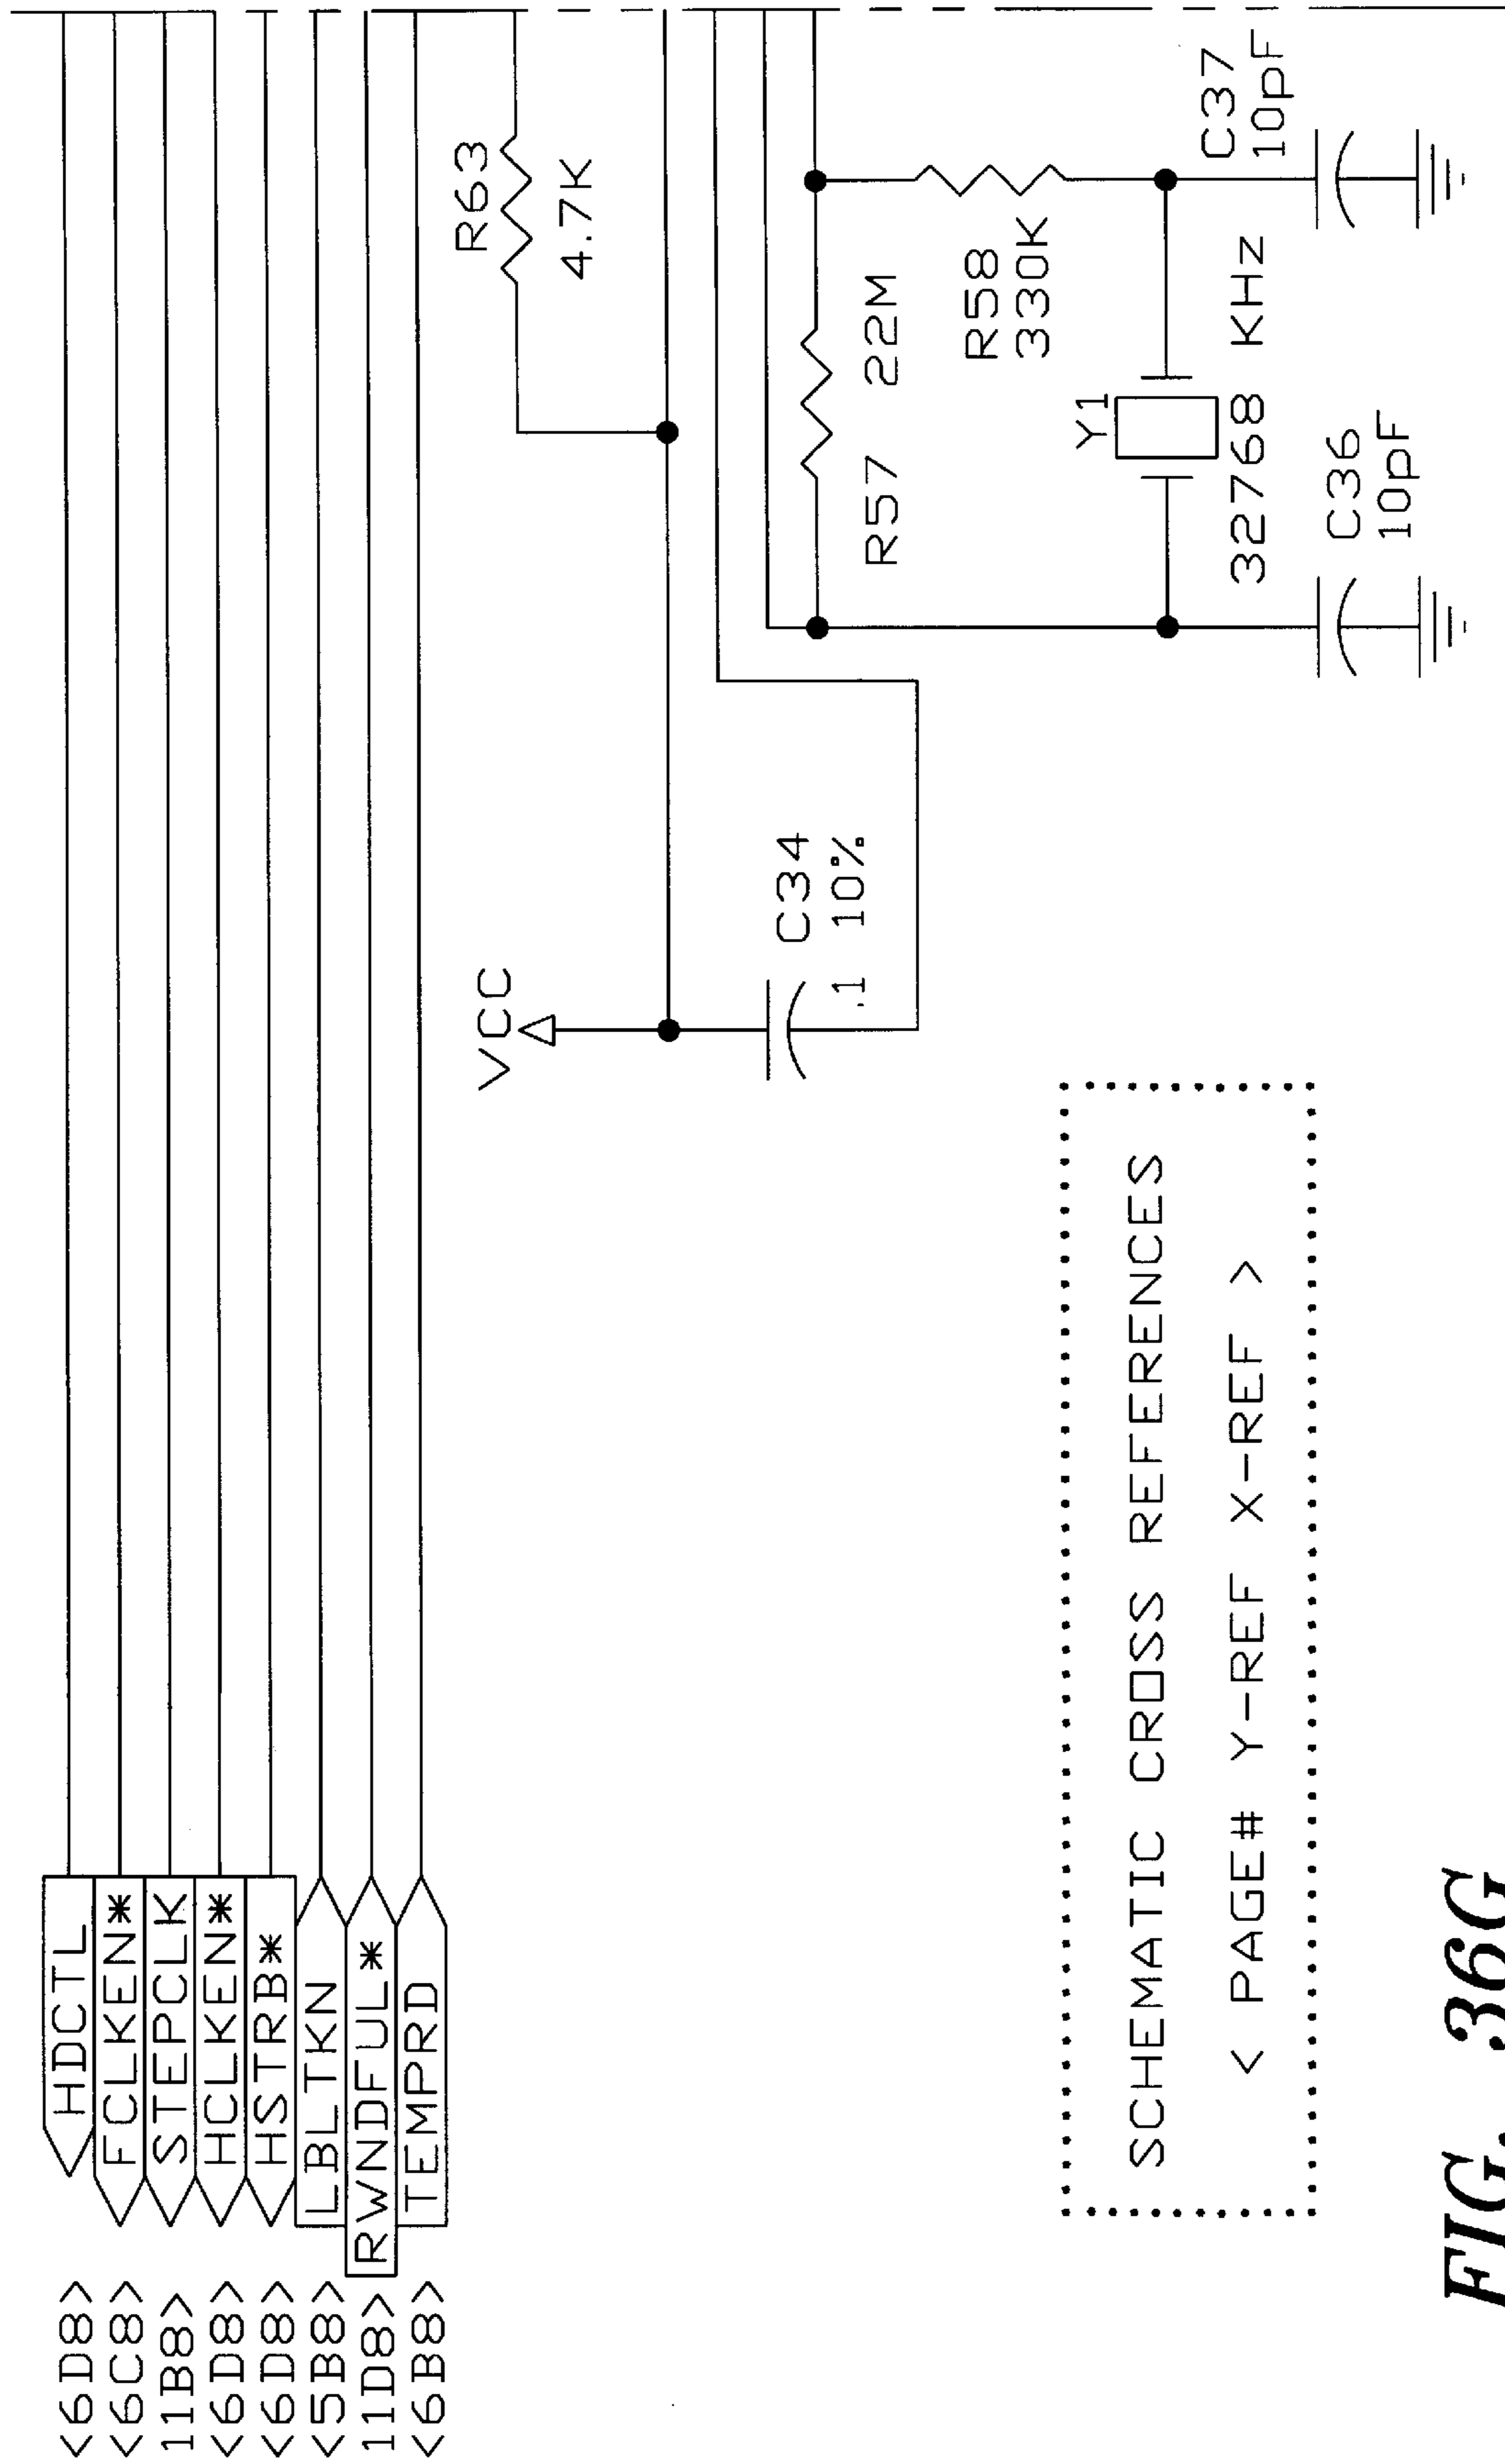 <6D8> HDCTL
<6C8> FCLKEN*
11B8> STEPCLK
<6D8> HCLKEN*
<6D8> HSTRB*
<5B8> LBLTKN
11D8> RWNDFUL*
<6B8> TEMPRD
R63
4.7K
VCC
C34
.1 10%
R57 22M
R58
330K
Y1
32768 KHz
C36
10pF
C37
10pF
SCHEMATIC CROSS REFERENCES
< PAGE# Y-REF X-REF >
FIG. 36G